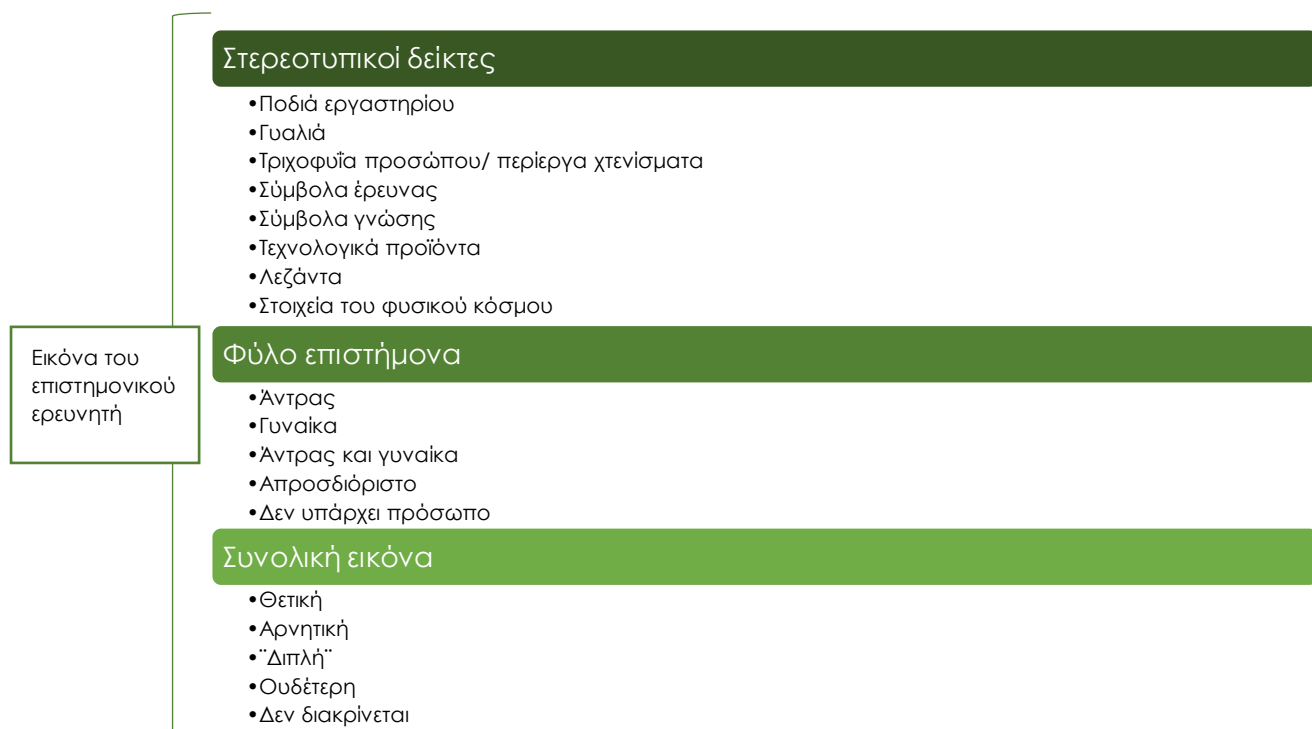 Στερεοτυπικοί δείκτες
•Ποδιά εργαστηρίου
•Γυαλιά
•Τριχοφυΐα προσώπου/ περίεργα χτενίσματα
•Σύμβολα έρευνας
•Σύμβολα γνώσης
•Τεχνολογικά προϊόντα
•Λεζάντα
•Στοιχεία του φυσικού κόσμου
Εικόνα του
επιστημονικού
ερευνητή
Φύλο επιστήμονα
•Άντρας
•Γυναίκα
•Άντρας και γυναίκα
•Απροσδιόριστο
•Δεν υπάρχει πρόσωπο
Συνολική εικόνα
•Θετική
•Αρνητική
•¨Διπλή¨
•Ουδέτερη
•Δεν διακρίνεται